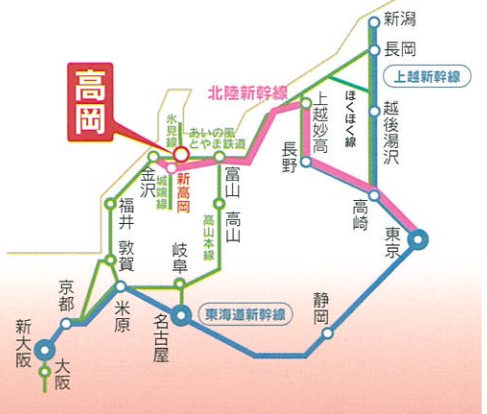 新潟
長岡
上越新幹線
高岡
北陸新幹線
氷見線
あいの風
とやま鉄道
上越妙高
ほくほく線
越後湯沢
金沢
城端線
新高岡
富山
長野
高崎
東京
福井
高山
高山本線
敦賀
岐阜
京都
米原
名古屋
東海道新幹線
静岡
新大阪
大阪